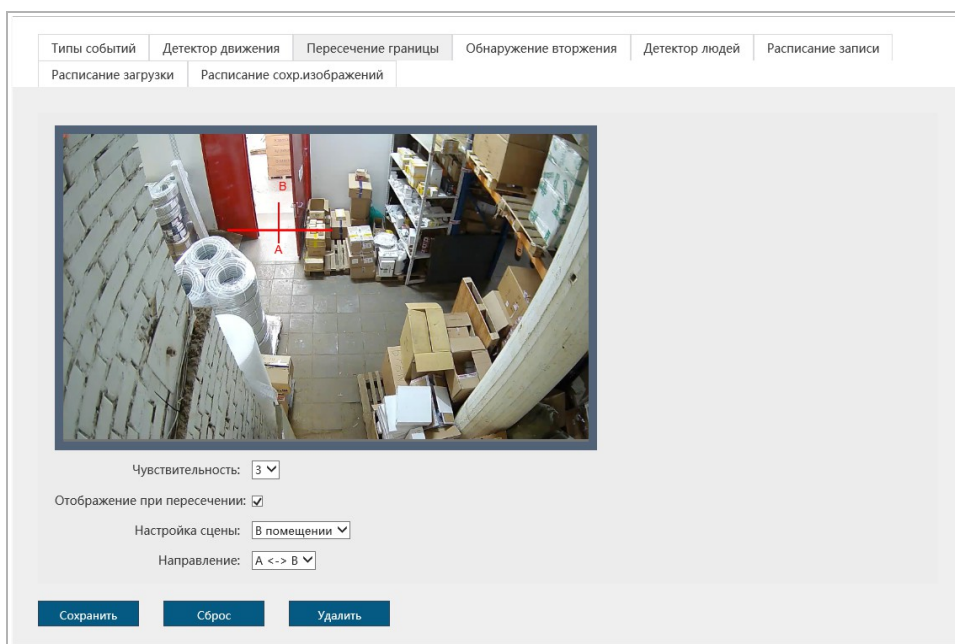 Типы событий Детектор движения Пересечение границы Обнаружение вторжения Детектор людей Расписание записи
Расписание загрузки Расписание сохр.изображений
B
A
Чувствительность: 3
Отображение при пересечении:
Настройка сцены: В помещении
Направление: A <-> B
Сохранить Сброс Удалить